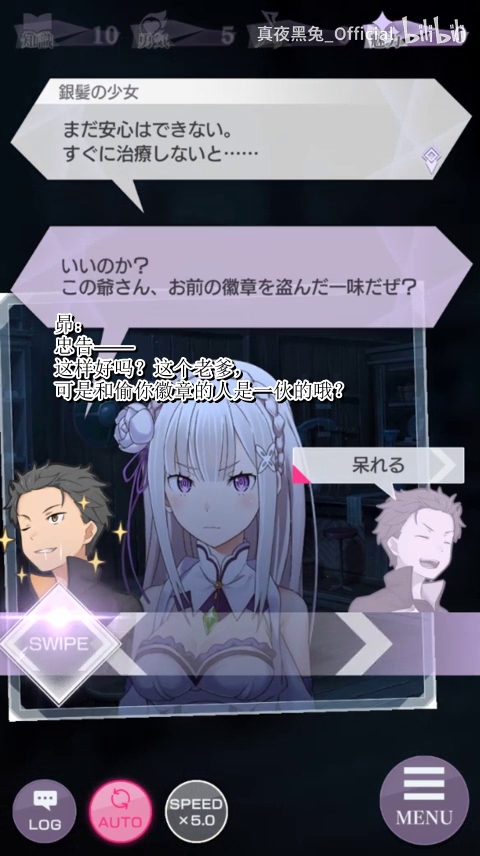 10
5
真夜黑兔_Official
bilibili
銀髪の少女
まだ安心はできない。
すぐに治療しないと……
いいのか?
この爺さん、お前の徽章を盗んだ一味だぜ?
昴:
忠告——
这样好吗?这个老爹,
可是和偷你徽章的人是一伙的哦?
呆れる
SWIPE
LOG
AUTO
SPEED
×5.0
MENU